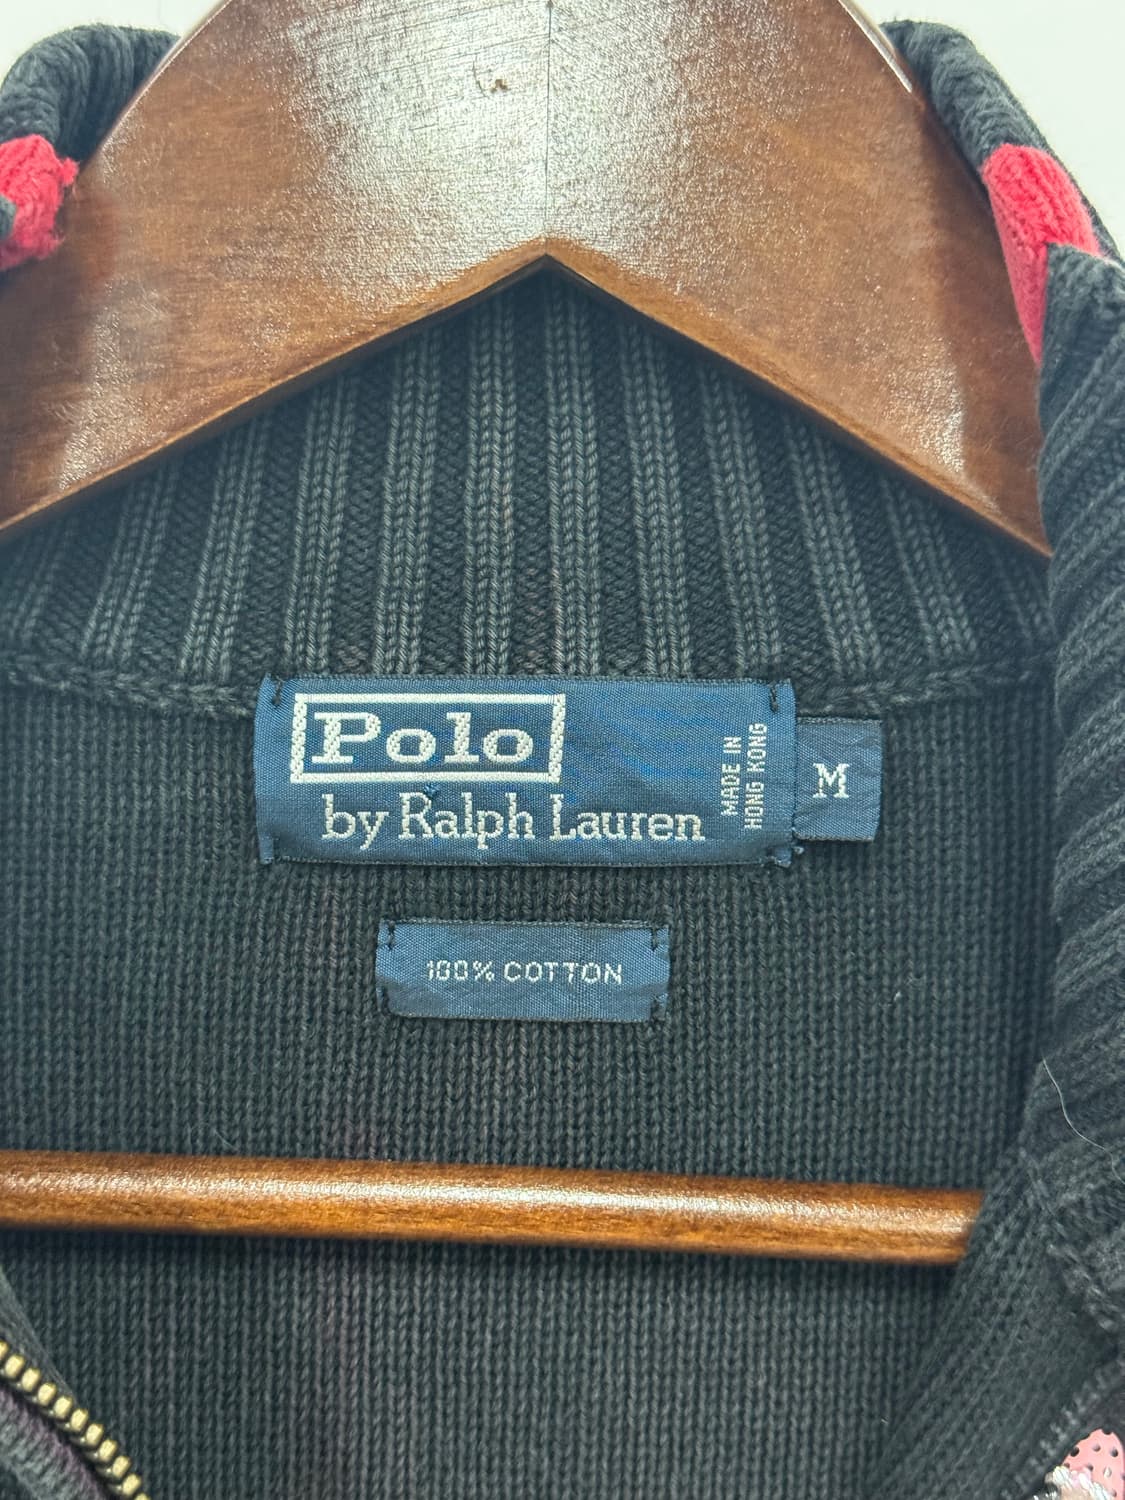 Polo
by Ralph Lauren
MADE IN
HONG KONG
M
100% COTTON